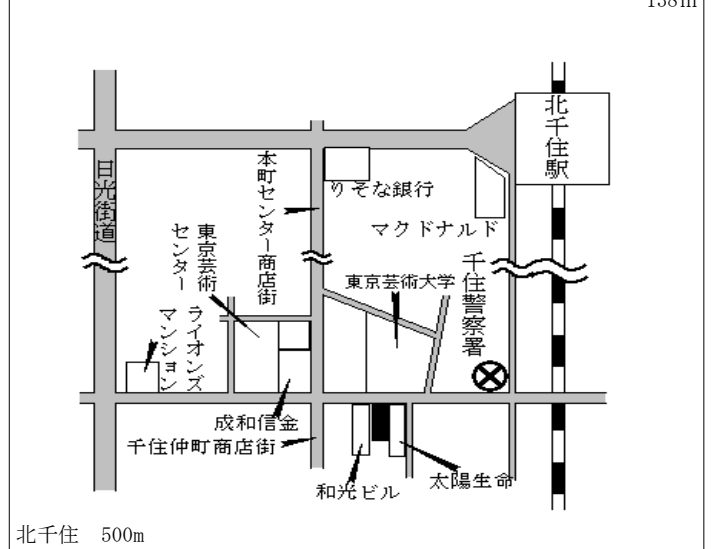 138m
北千住駅
日光街道
本町センター商店街
りそな銀行
マクドナルド
東京芸術
センター
東京芸術大学
千住警察署
ライオンズ
マンション
成和信金
千住仲町商店街
和光ビル
太陽生命
北千住 500m